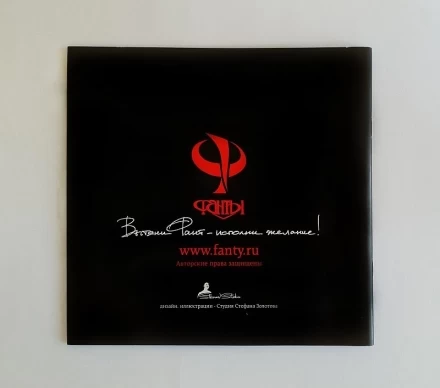 ФАНТЫ
Вытяни Фант - исполни желание!
www.fanty.ru
Авторские права защищены
дизайн, иллюстрации - Студия Стефана Золотова